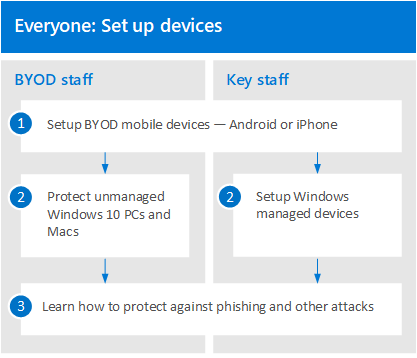 Everyone: Set up devices
BYOD staff
Key staff
1 Setup BYOD mobile devices — Android or iPhone
2 Protect unmanaged
Windows 10 PCs and
Macs
2 Setup Windows
managed devices
3 Learn how to protect against phishing and other attacks